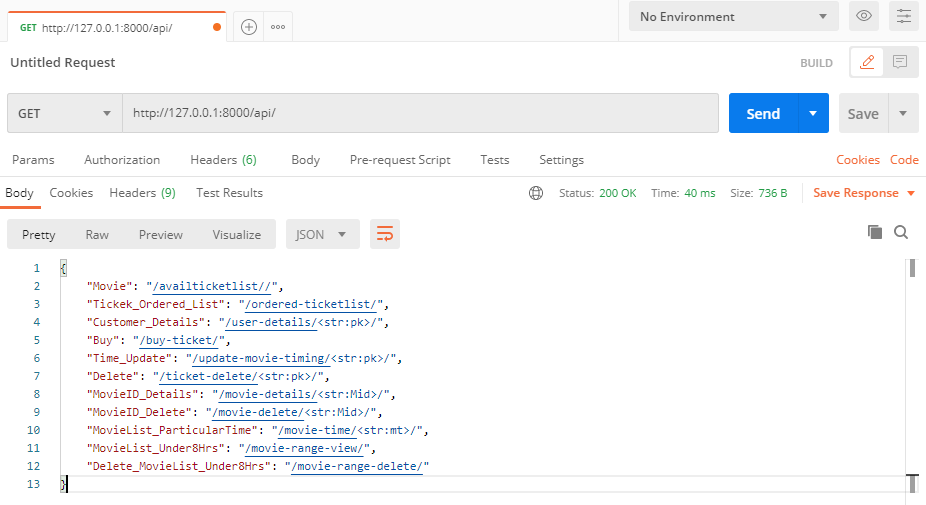 GET http://127.0.0.1:8000/api/
No Environment
Untitled Request
BUILD
GET http://127.0.0.1:8000/api/ Send Save
Params Authorization Headers (6) Body Pre-request Script Tests Settings Cookies Code
Body Cookies Headers (9) Test Results Status: 200 OK Time: 40 ms Size: 736 B Save Response
Pretty Raw Preview Visualize JSON
1 {
2 "Movie": "/availticketlist//",
3 "Tickek_Ordered_List": "/ordered-ticketlist/",
4 "Customer_Details": "/user-details/<str:pk>/",
5 "Buy": "/buy-ticket/",
6 "Time_Update": "/update-movie-timing/<str:pk>/",
7 "Delete": "/ticket-delete/<str:pk>/",
8 "MovieID_Details": "/movie-details/<str:Mid>/",
9 "MovieID_Delete": "/movie-delete/<str:Mid>/",
10 "MovieList_ParticularTime": "/movie-time/<str:mt>/",
11 "MovieList_Under8Hrs": "/movie-range-view/",
12 "Delete_MovieList_Under8Hrs": "/movie-range-delete/"
13 }